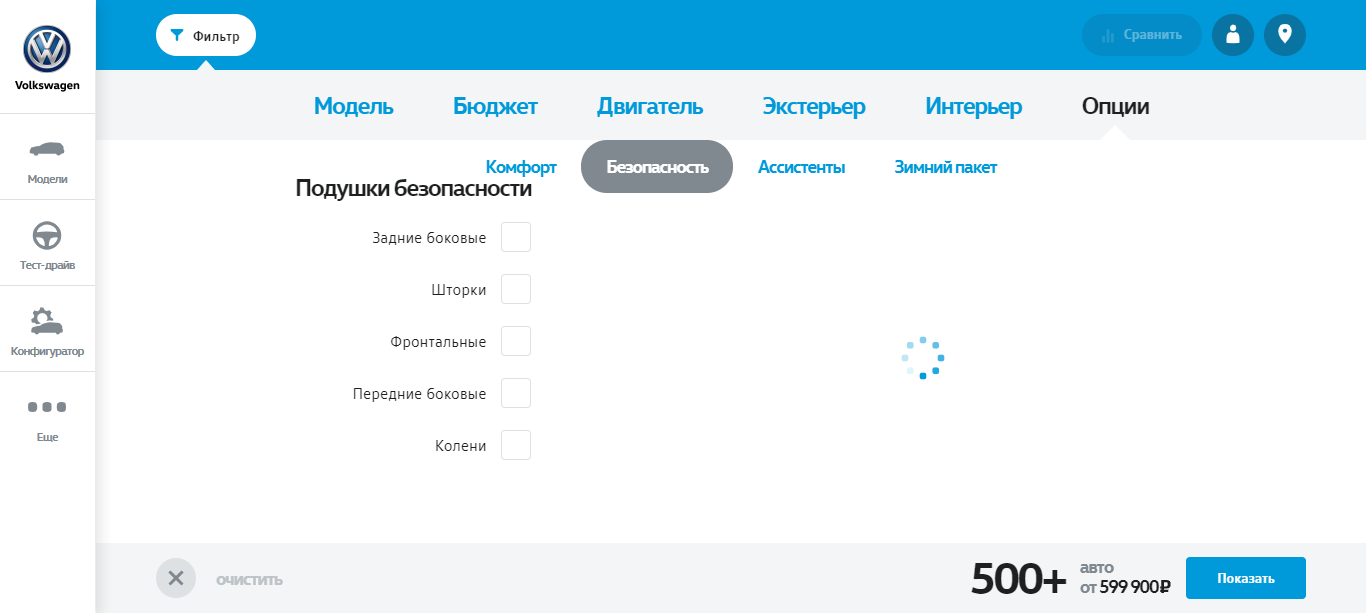 Volkswagen
Модели
Тест-драйв
Конфигуратор
Еще
Фильтр
Сравнить
Модель
Бюджет
Двигатель
Экстерьер
Интерьер
Опции
Комфорт
Безопасность
Ассистенты
Зимний пакет
Подушки безопасности
Задние боковые
Шторки
Фронтальные
Передние боковые
Колени
очистить
500+
авто
от 599 900₽
Показать